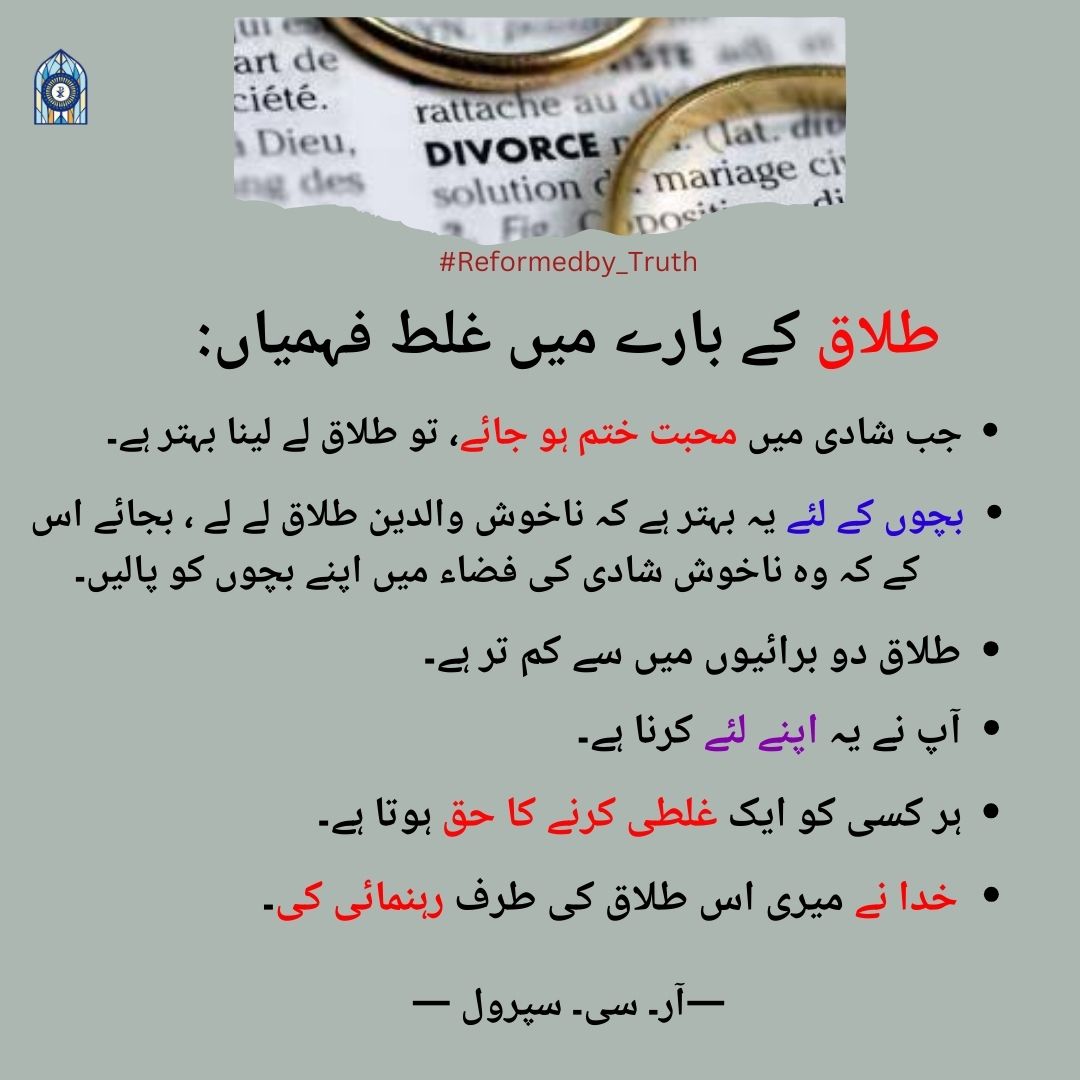 art de
ciété.
Dieu,
ng des
rattache au
DIVORCE
(lat.
solution
mariage
Fig.
#Reformedby_Truth
طلاق کے بارے میں غلط فہمیاں:
• جب شادی میں محبت ختم ہو جائے، تو طلاق لے لینا بہتر ہے۔
• بچوں کے لئے یہ بہتر ہے کہ ناخوش والدین طلاق لے لے ، بجائے اس
کے کہ وہ ناخوش شادی کی فضاء میں اپنے بچوں کو پالیں۔
• طلاق دو برائیوں میں سے کم تر ہے۔
• آپ نے یہ اپنے لئے کرنا ہے۔
• ہر کسی کو ایک غلطی کرنے کا حق ہوتا ہے۔
• خدا نے میری اس طلاق کی طرف رہنمائی کی۔
—آر۔ سی۔ سپرول —